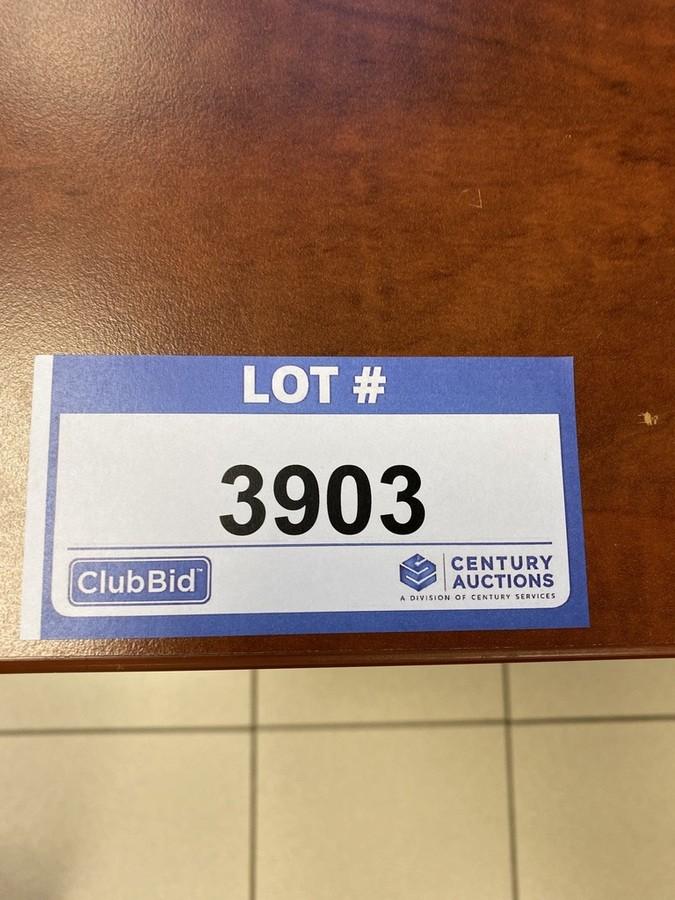 LOT #
3903
ClubBid™
CENTURY
AUCTIONS
A DIVISION OF CENTURY SERVICES